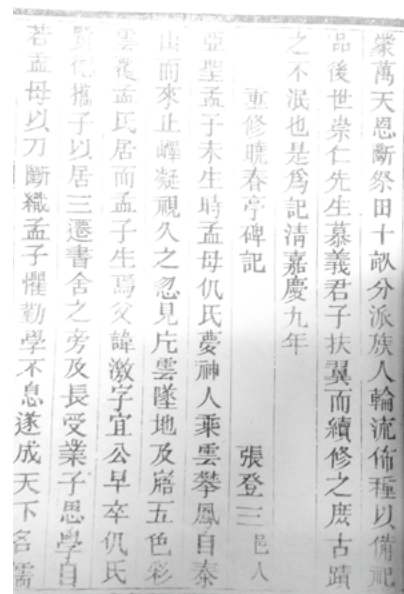 蒙萬天恩斷祭田十畝分派族人輪流佈種以備祀
品後世崇仁先生慕義君子扶翼而續修之庶古蹟
之不泯也是爲記清嘉慶九年
重修曉春亭碑記
張登三邑人
亞聖孟子未生時孟母仉氏夢神人乘雲攀鳳自泰
山而來止嶧凝視久之忽見片雲墜地及寤五色彩
雲覆孟氏居而孟子生焉父諱激字宜公早卒仉氏
賢德攜子以居三遷書舍之旁及長受業子思學自
若孟母以刀斷織孟子懼勤學不息遂成天下名儒